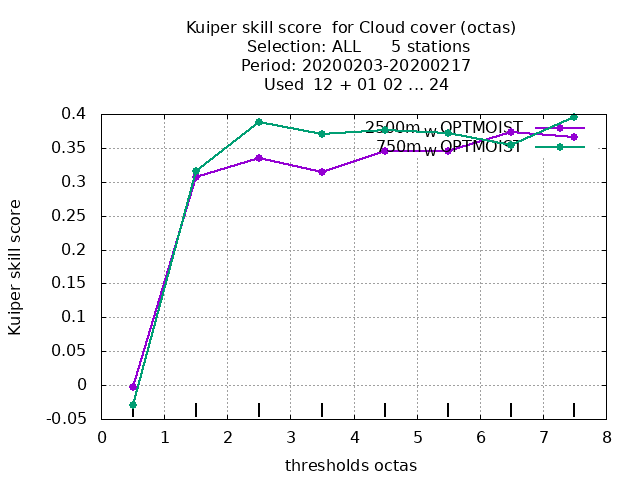 Kuiper skill score for Cloud cover (octas)
Selection: ALL 5 stations
Period: 20200203-20200217
Used 12 + 01 02 ... 24
2500m_W_OPTMOIST
750m_W_OPTMOIST
Kuiper skill score
0.4
0.35
0.3
0.25
0.2
0.15
0.1
0.05
0
-0.05
0 1 2 3 4 5 6 7 8
thresholds octas